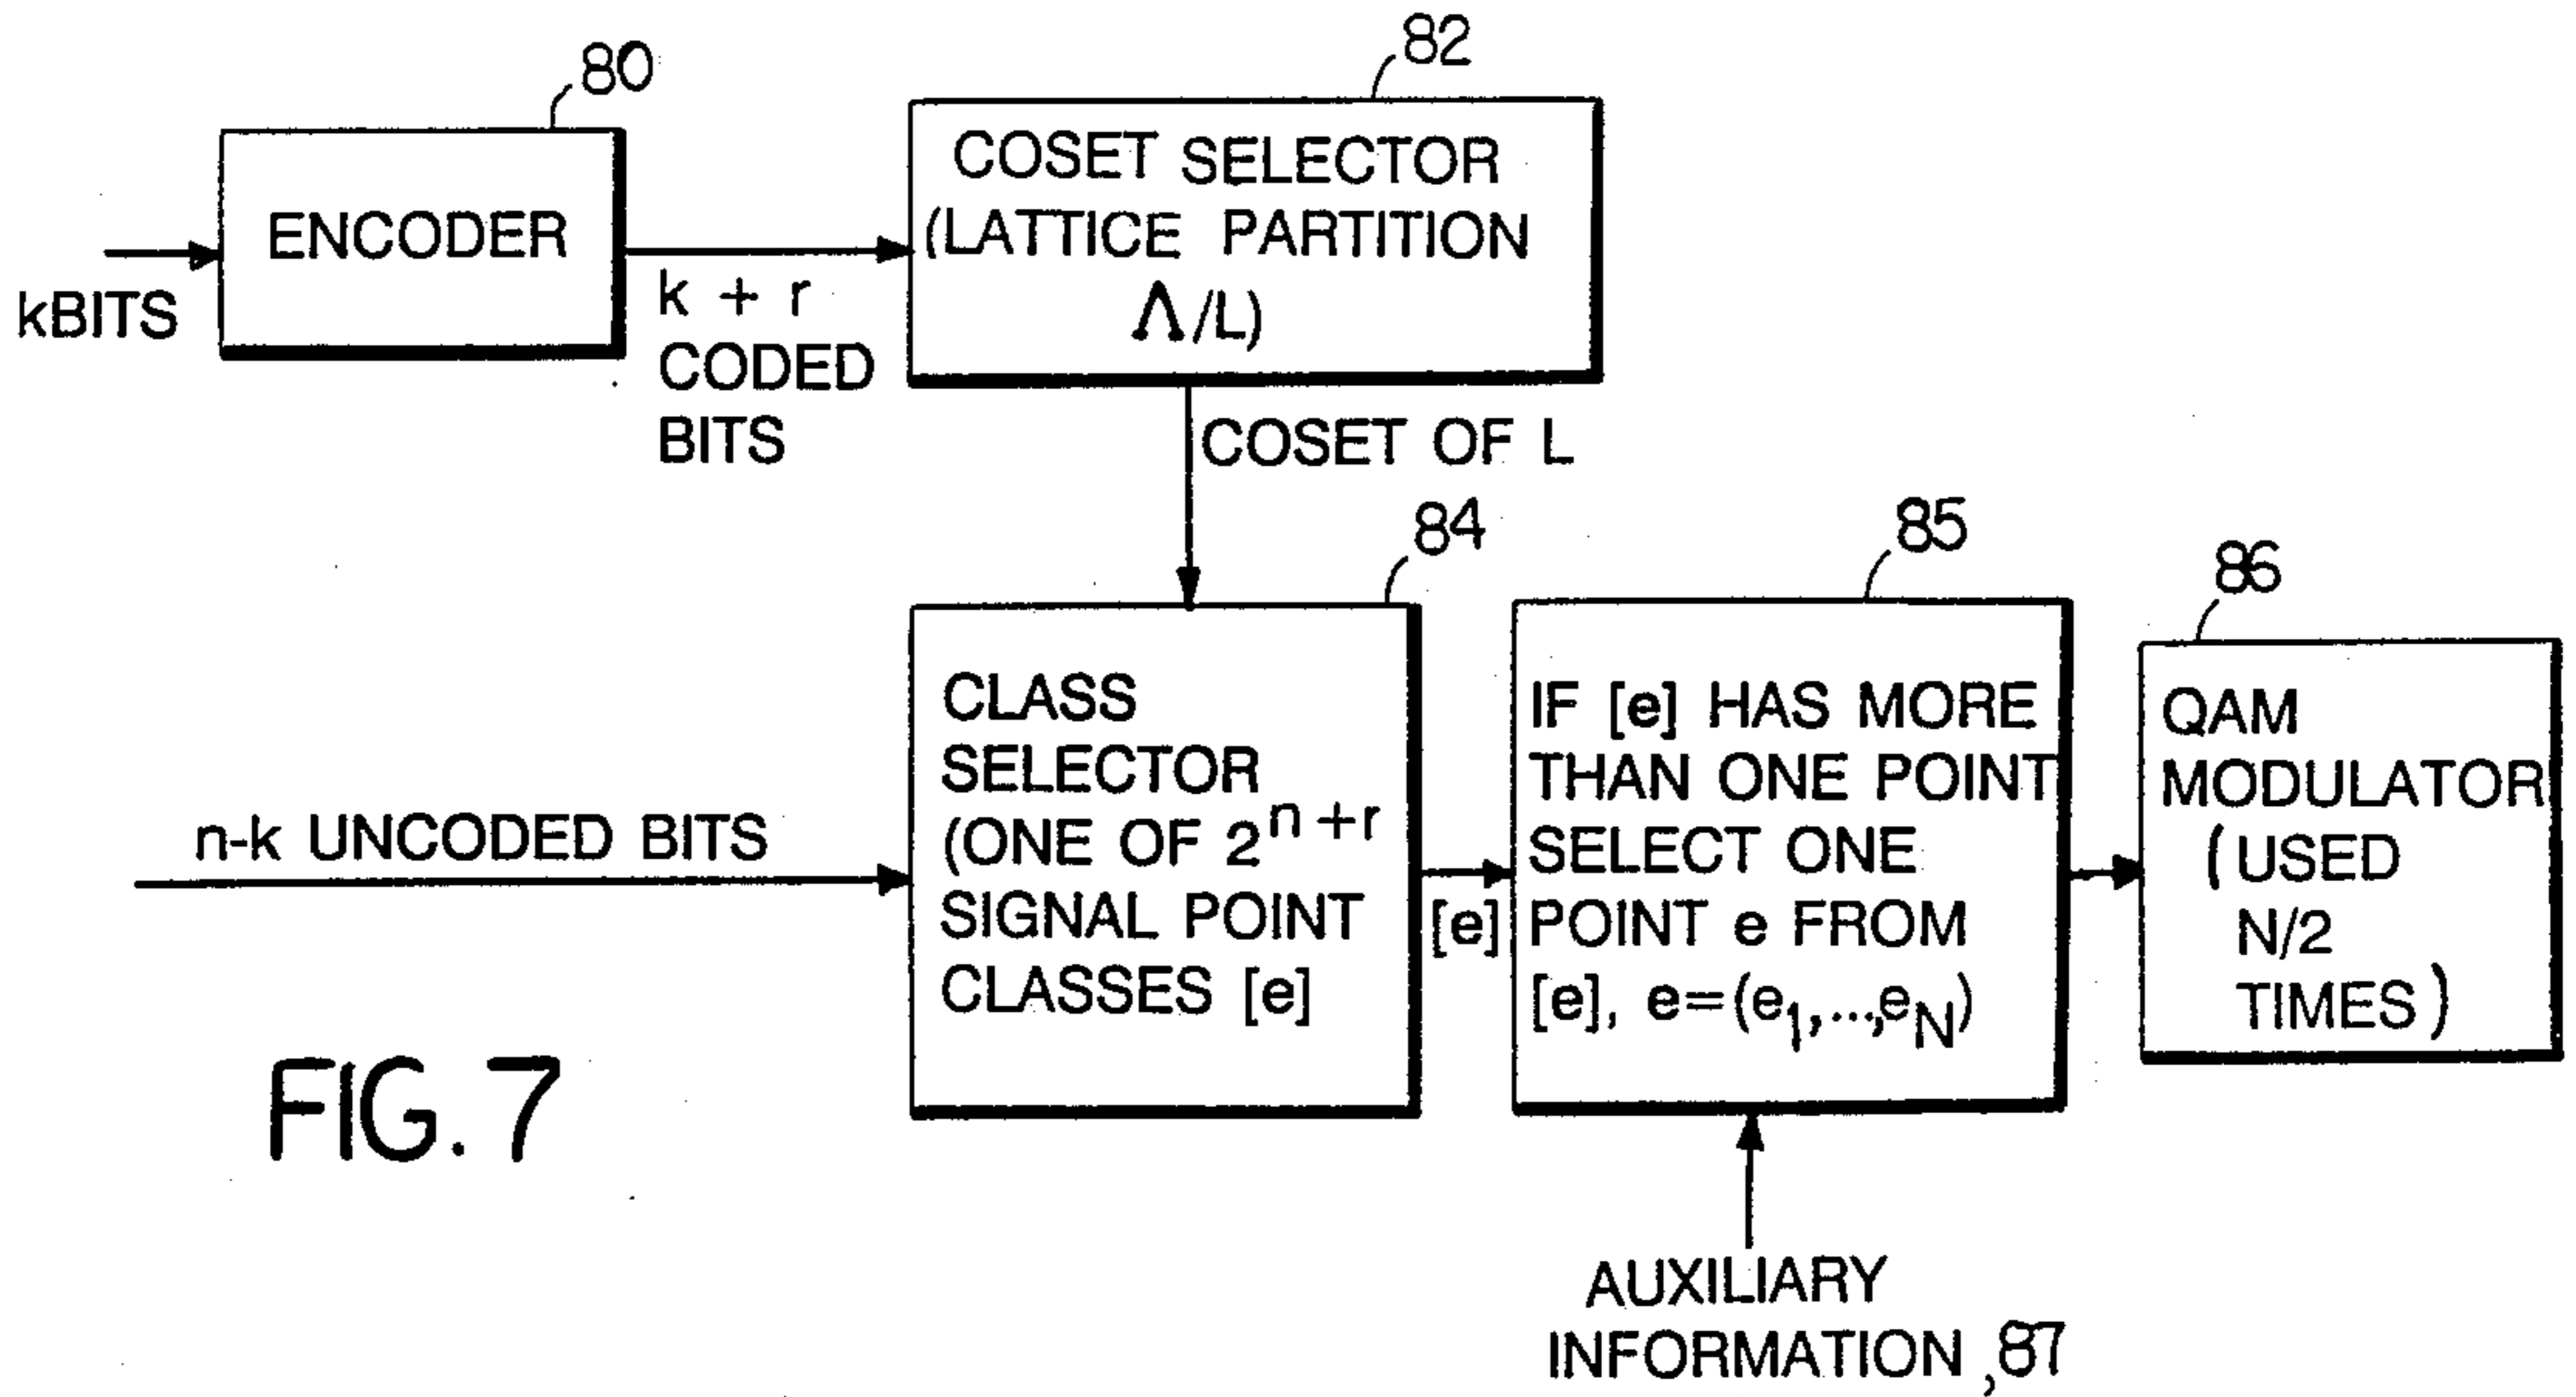 80
ENCODER
kBITS
k + r
CODED
BITS
82
COSET SELECTOR
(LATTICE PARTITION
Λ/L)
COSET OF L
84
CLASS
SELECTOR
(ONE OF 2^{n+r}
SIGNAL POINT
CLASSES [e]
n-k UNCODED BITS
[e]
85
IF [e] HAS MORE
THAN ONE POINT
SELECT ONE
POINT e FROM
[e], e=(e_1,...,e_N)
86
QAM
MODULATOR
(USED
N/2
TIMES)
AUXILIARY
INFORMATION,87
FIG. 7